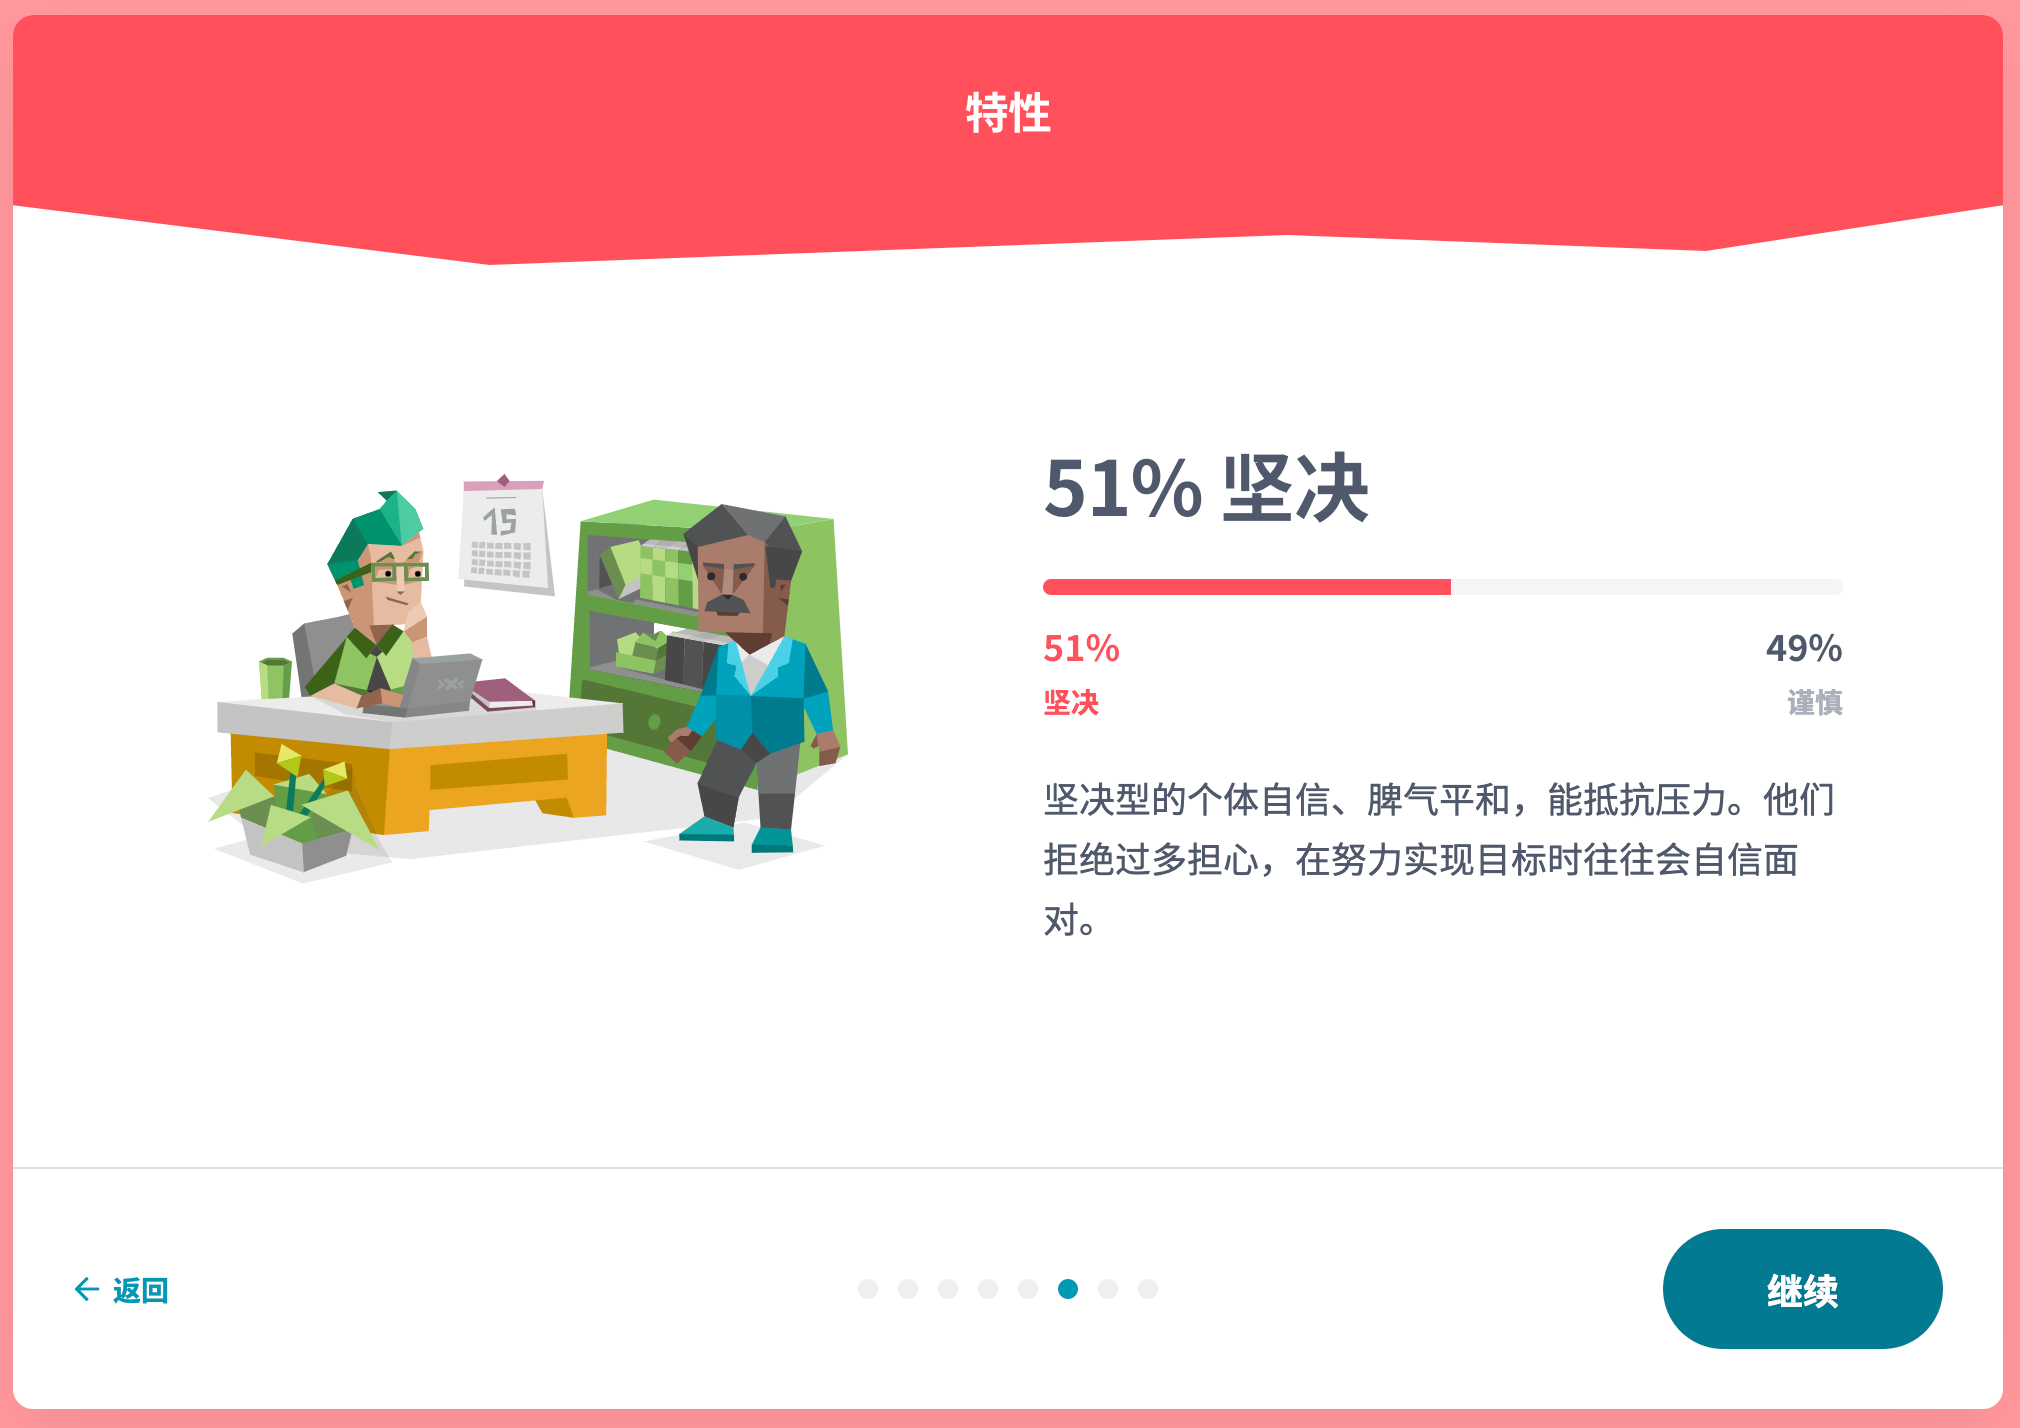 特性
15
51% 坚决
51%
49%
坚决
谨慎
坚决型的个体自信、脾气平和，能抵抗压力。他们
拒绝过多担心，在努力实现目标时往往会自信面
对。
返回
继续